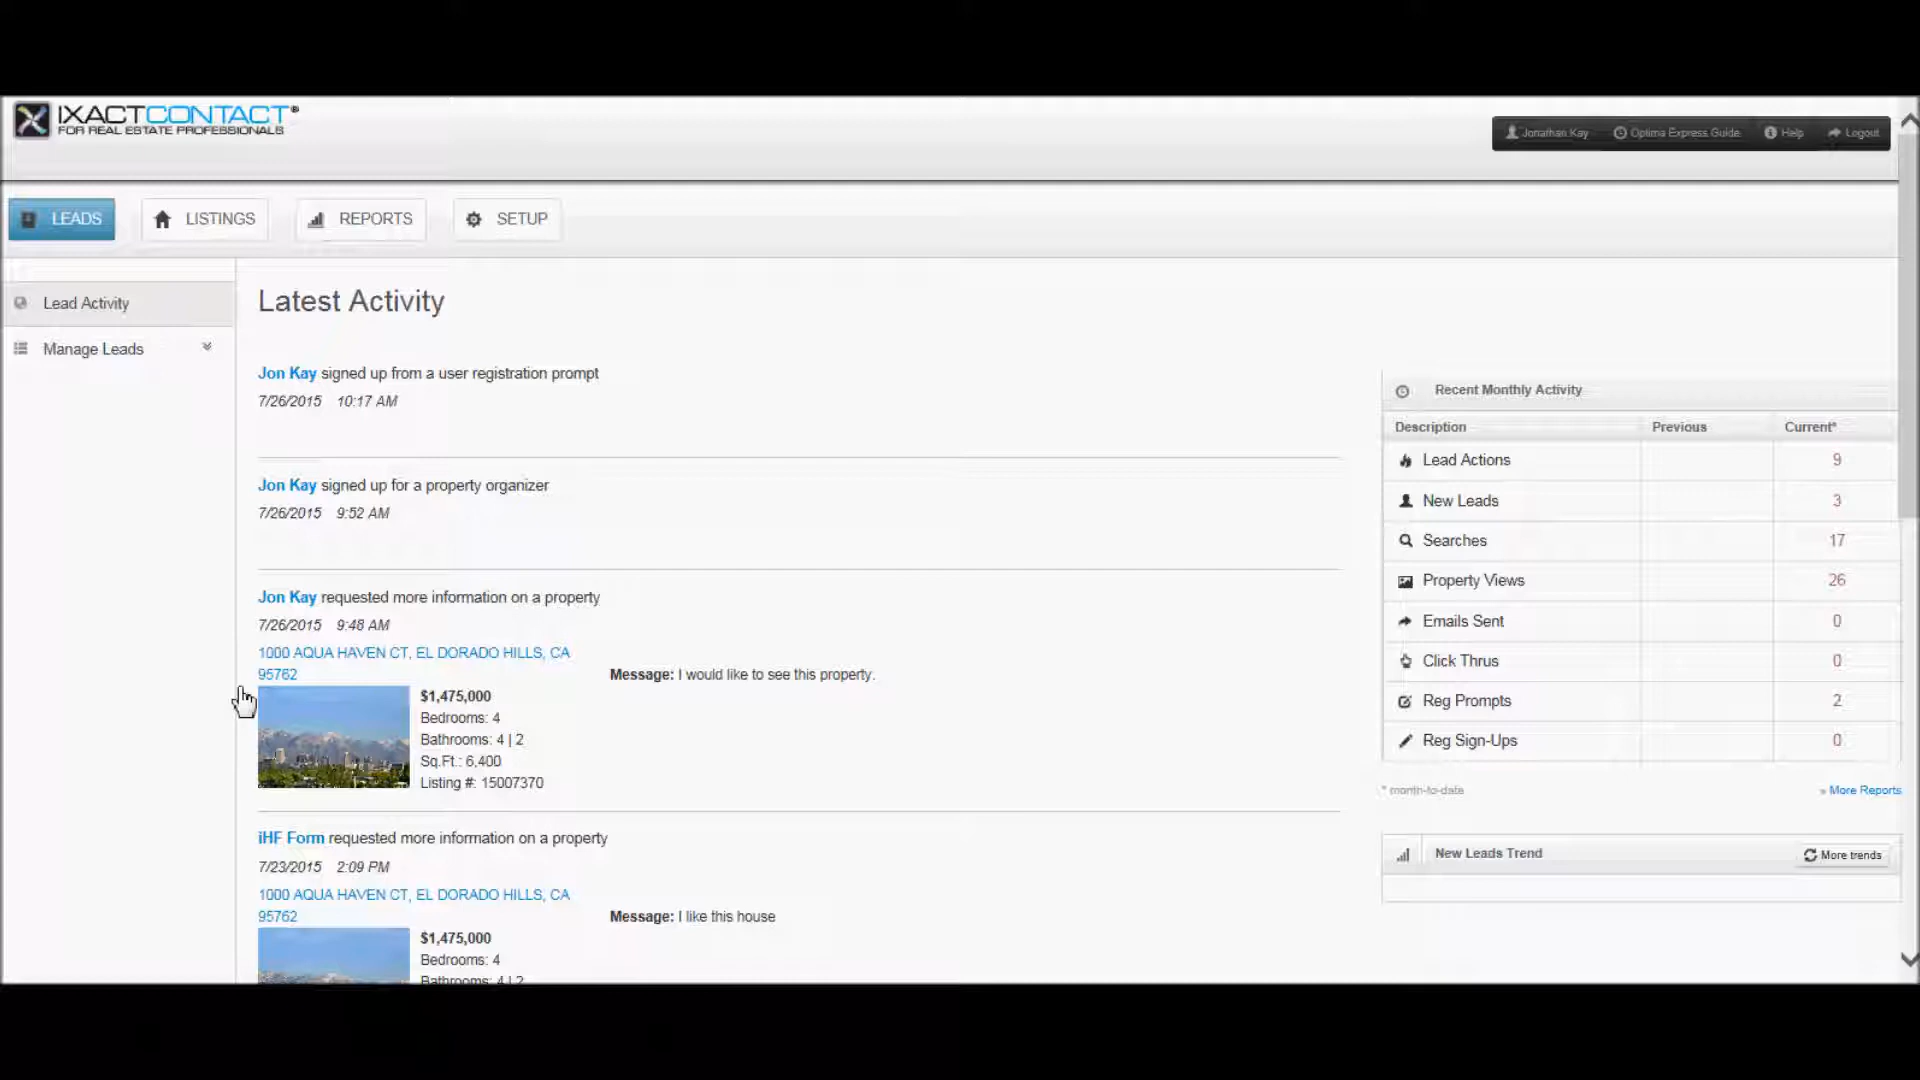 IXACTCONTACT®
FOR REAL ESTATE PROFESSIONALS
Jonathan Kay
Optima Express Guide
Help
Logout
LEADS
LISTINGS
REPORTS
SETUP
Lead Activity
Manage Leads
Latest Activity
Jon Kay signed up from a user registration prompt
7/26/2015 10:17 AM
Jon Kay signed up for a property organizer
7/26/2015 9:52 AM
Jon Kay requested more information on a property
7/26/2015 9:48 AM
1000 AQUA HAVEN CT, EL DORADO HILLS, CA
95762
Message: I would like to see this property.
$1,475,000
Bedrooms: 4
Bathrooms: 4 | 2
Sq.Ft.: 6,400
Listing #: 15007370
iHF Form requested more information on a property
7/23/2015 2:09 PM
1000 AQUA HAVEN CT, EL DORADO HILLS, CA
95762
Message: I like this house
$1,475,000
Bedrooms: 4
Bathrooms: 4 | 2
Recent Monthly Activity
Description Previous Current*
Lead Actions 9
New Leads 3
Searches 17
Property Views 26
Emails Sent 0
Click Thrus 0
Reg Prompts 2
Reg Sign-Ups 0
* month-to-date
» More Reports
New Leads Trend
More trends